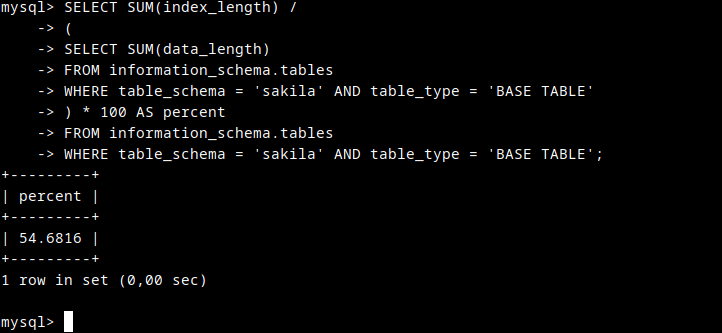 mysql> SELECT SUM(index_length) /
    -> (
    -> SELECT SUM(data_length)
    -> FROM information_schema.tables
    -> WHERE table_schema = 'sakila' AND table_type = 'BASE TABLE'
    -> ) * 100 AS percent
    -> FROM information_schema.tables
    -> WHERE table_schema = 'sakila' AND table_type = 'BASE TABLE';
+---------+
| percent |
+---------+
| 54.6816 |
+---------+
1 row in set (0,00 sec)

mysql>